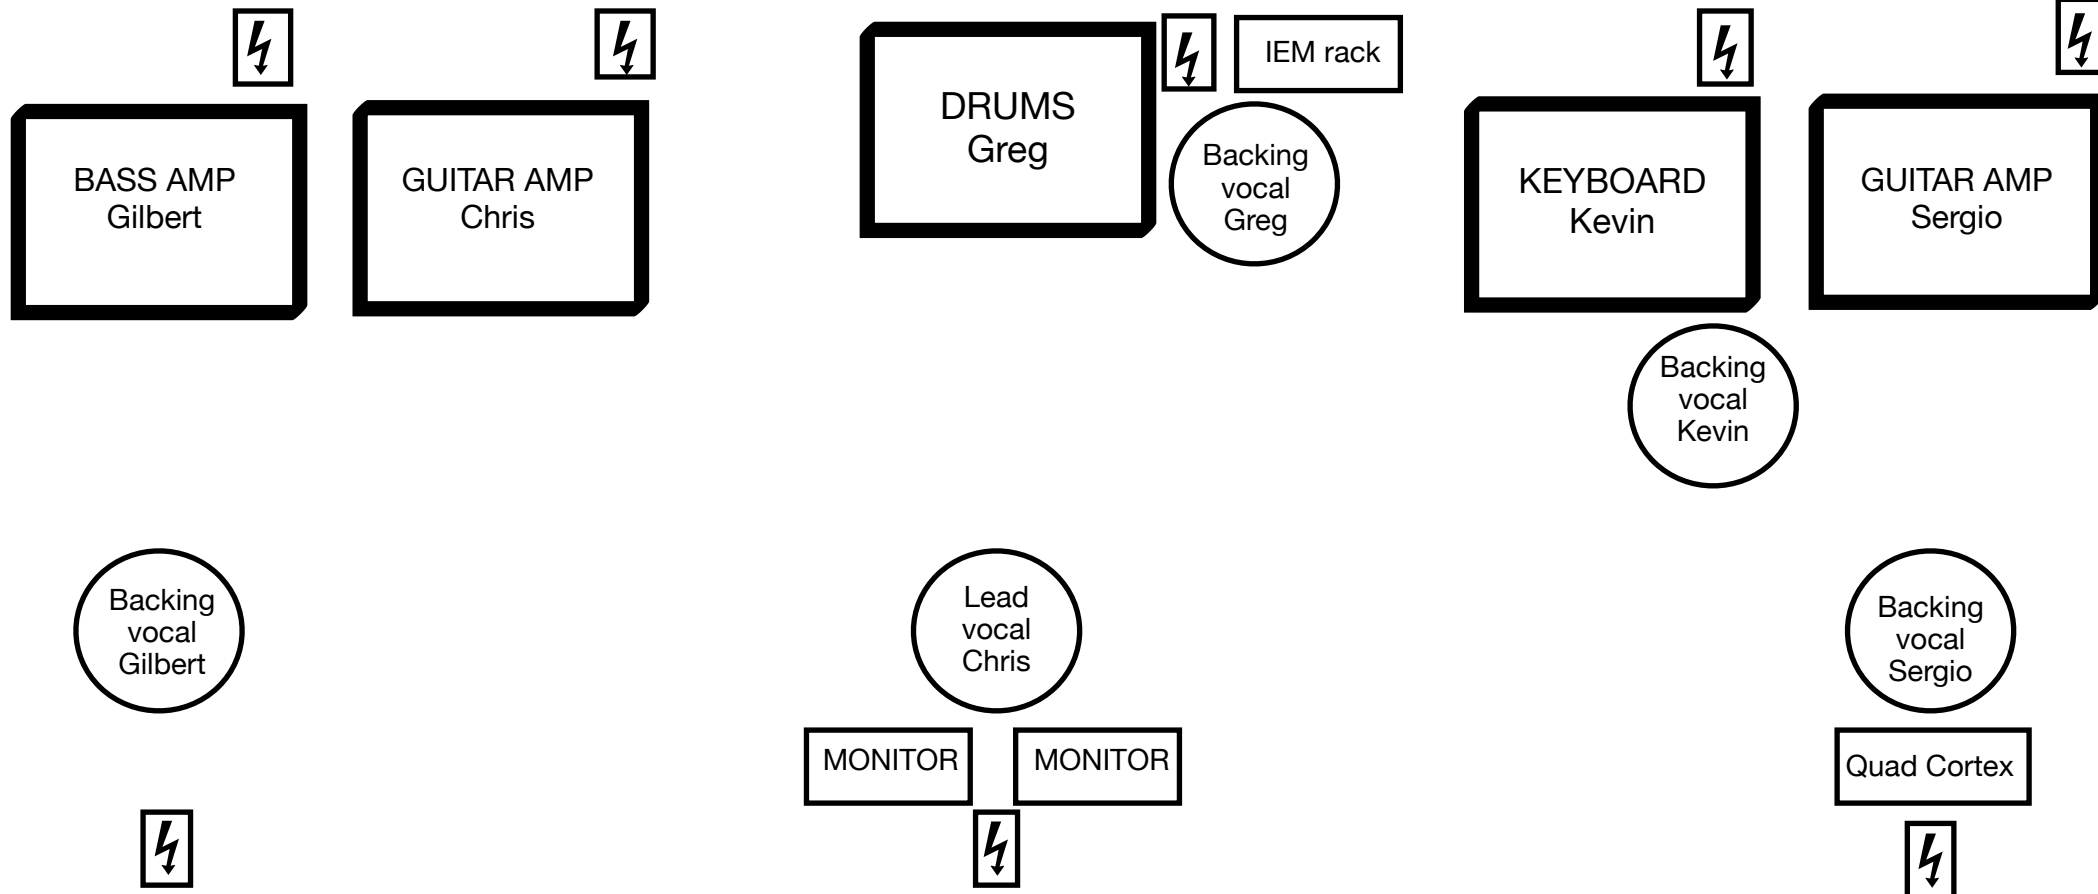 IEM rack
DRUMS
Greg
BASS AMP
Gilbert
GUITAR AMP
Chris
Backing
vocal
Greg
KEYBOARD
Kevin
GUITAR AMP
Sergio
Backing
vocal
Kevin
Backing
vocal
Gilbert
Lead
vocal
Chris
Backing
vocal
Sergio
MONITOR
MONITOR
Quad Cortex